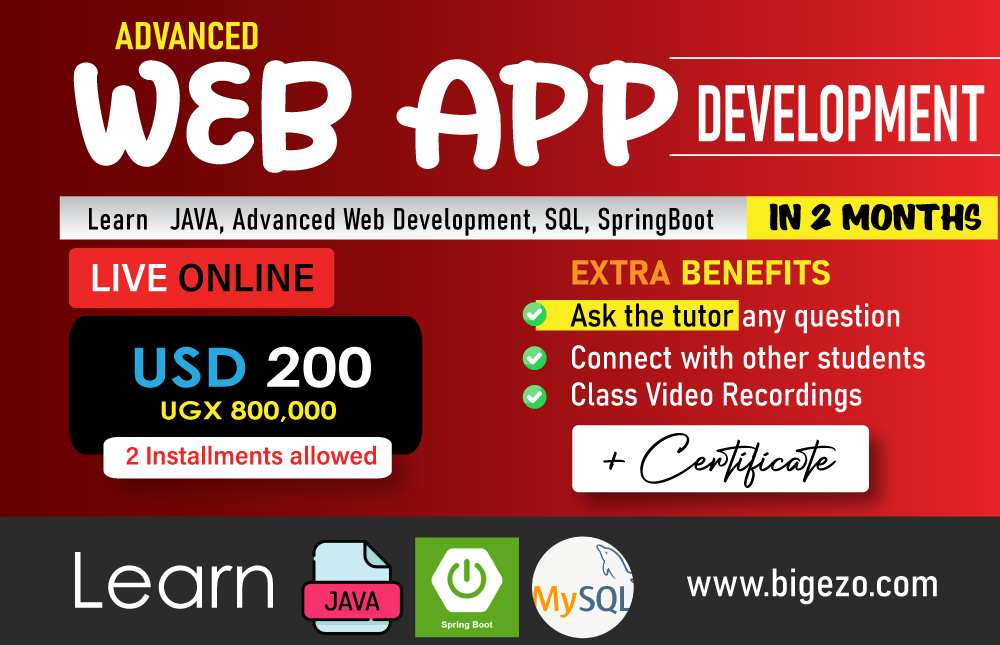 ADVANCED
WEB APP DEVELOPMENT
Learn JAVA, Advanced Web Development, SQL, SpringBoot IN 2 MONTHS
LIVE ONLINE
USD 200
UGX 800,000
2 Installments allowed
EXTRA BENEFITS
Ask the tutor any question
Connect with other students
Class Video Recordings
+ Certificate
Learn
JAVA
Spring Boot
MySQL
www.bigezo.com